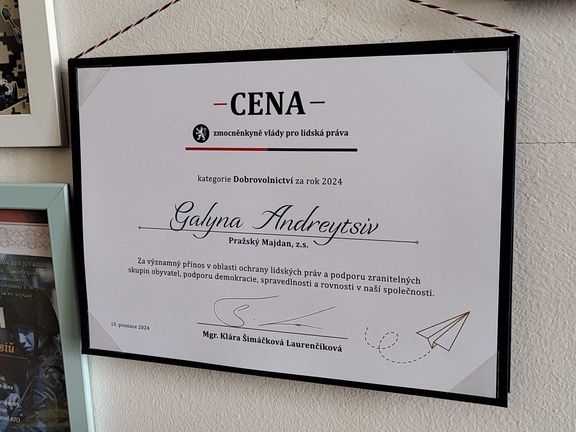 CENA
zmocněnkyně vlády pro lidská práva
kategorie Dobrovolnictví za rok 2024
Galyna Andreytsiv
Pražský Majdan, z.s.
Za významný přínos v oblasti ochrany lidských práv a podporu zranitelných
skupin obyvatel, podporu demokracie, spravedlnosti a rovnosti v naší společnosti.
10. prosince 2024
Mgr. Klára Šimáčková Laurenčíková
АТО